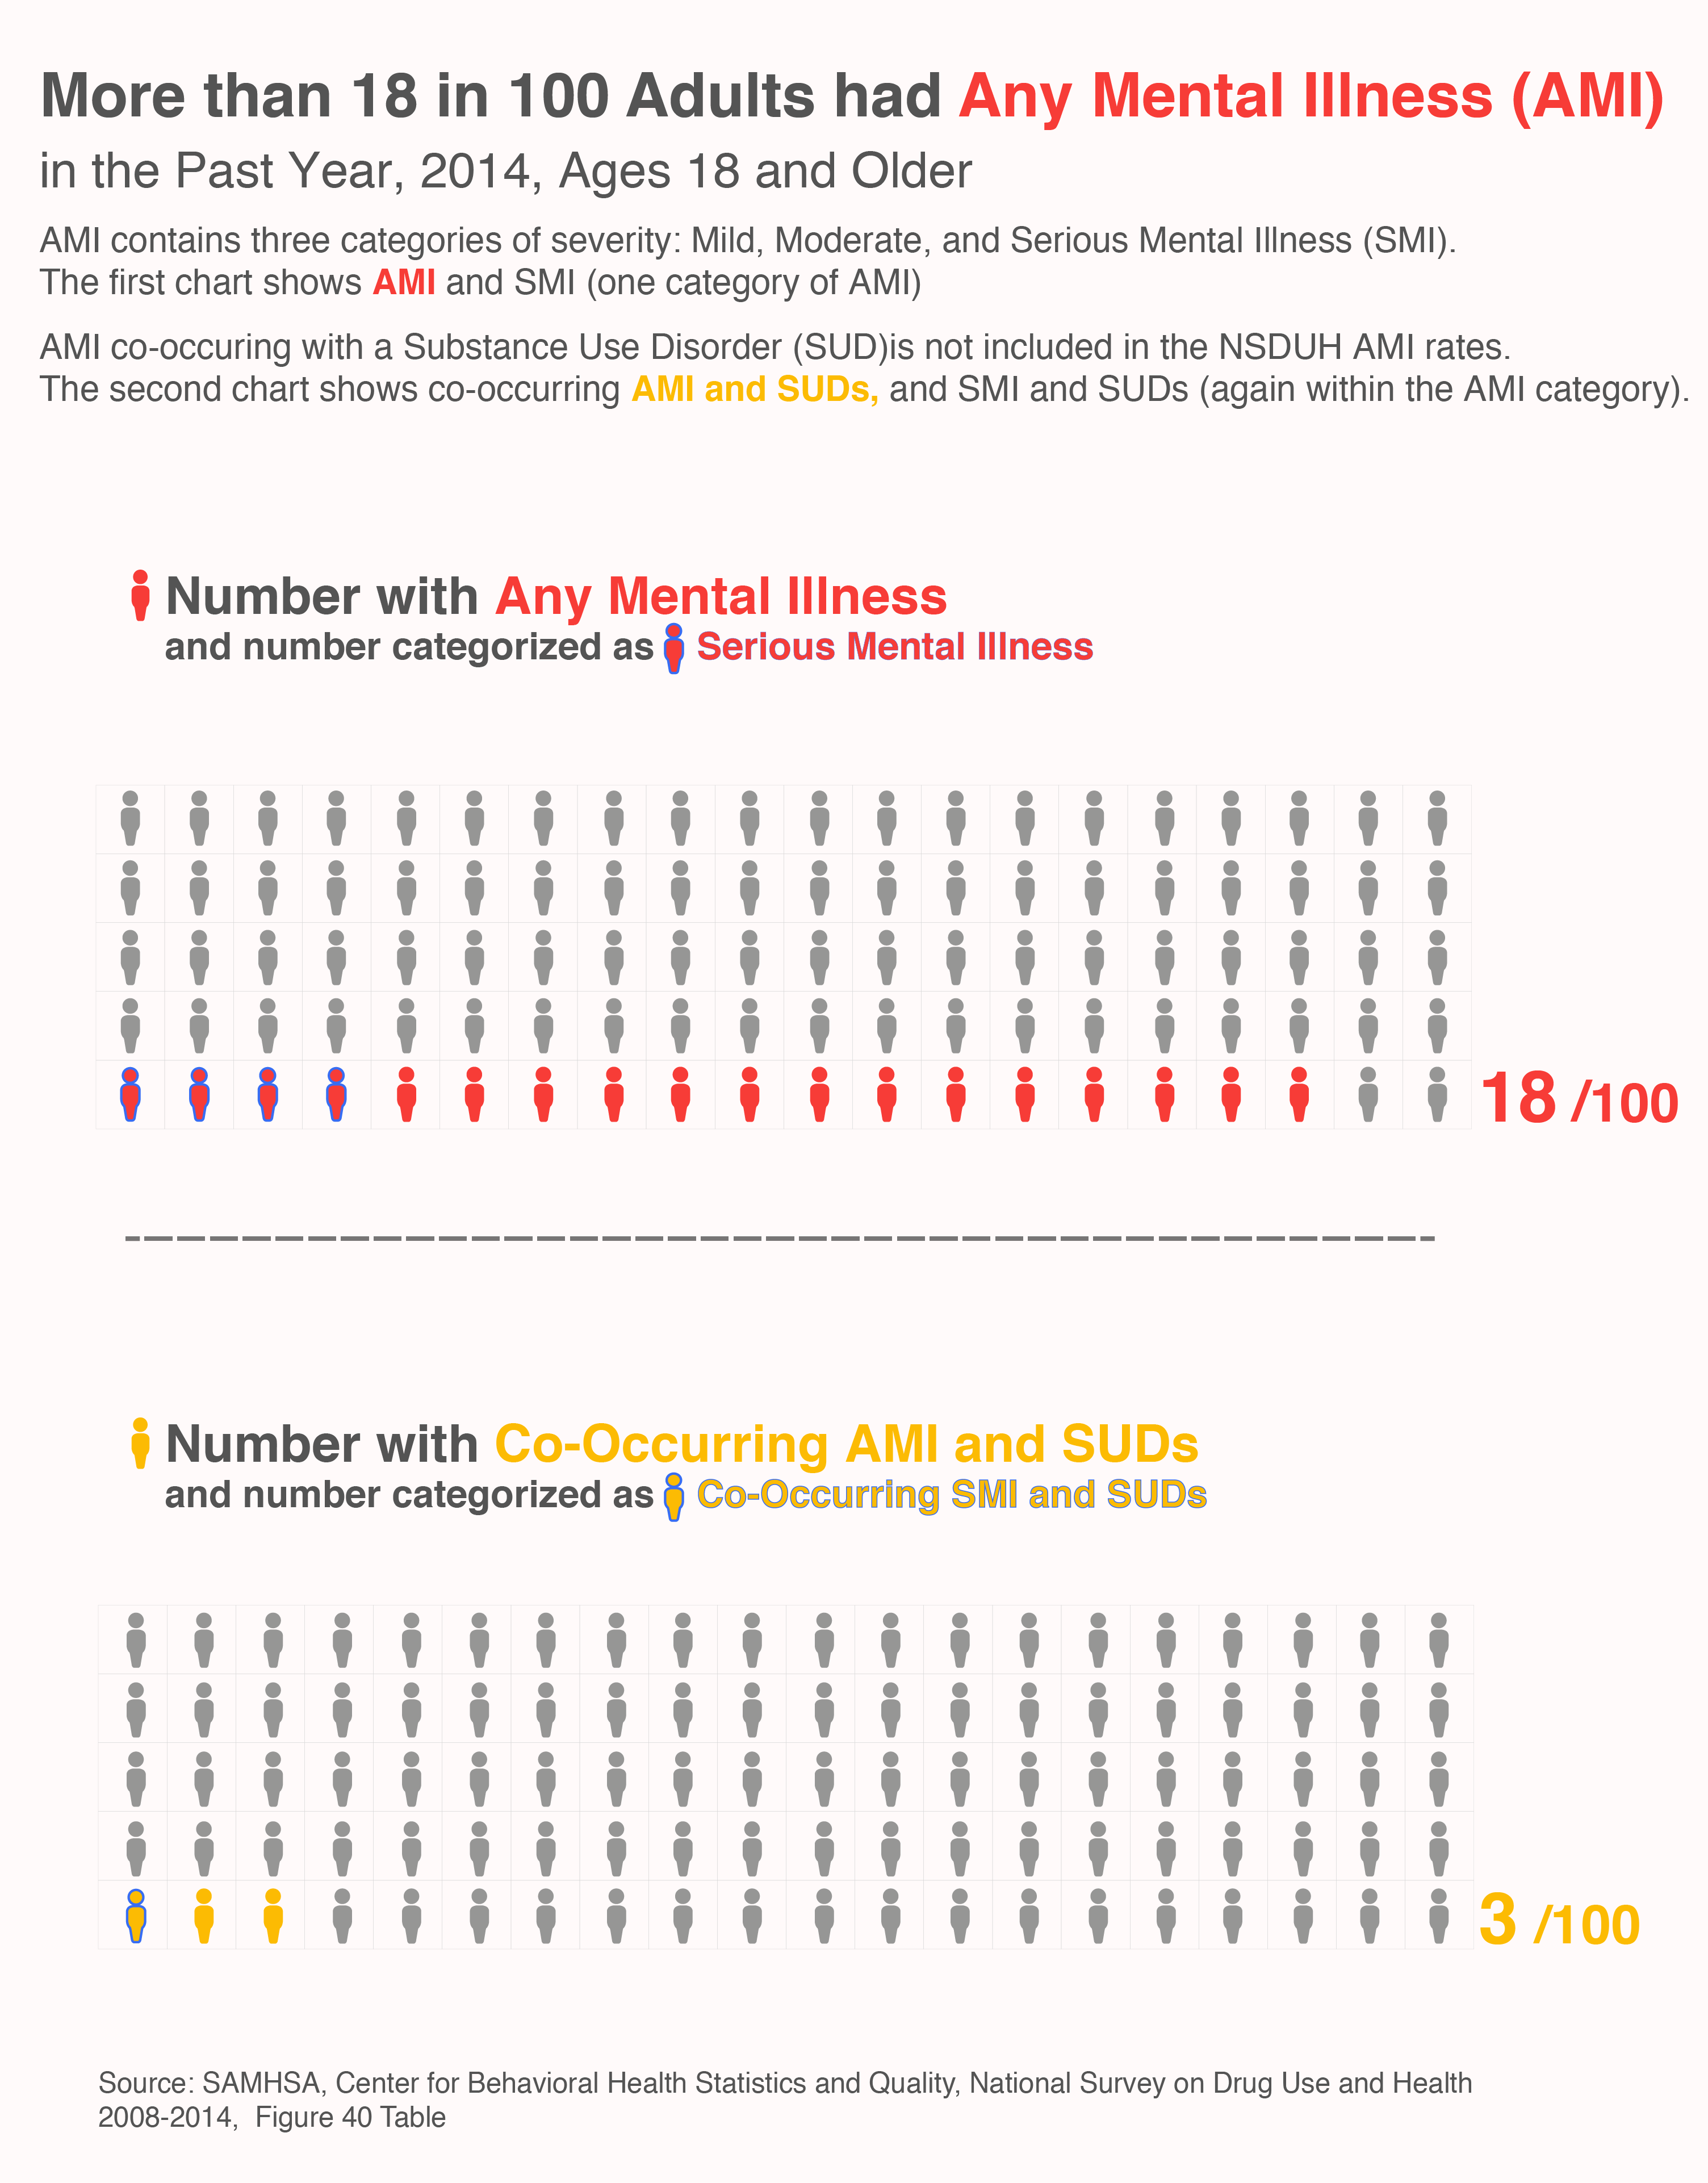 More than 18 in 100 Adults had Any Mental Illness (AMI)
in the Past Year, 2014, Ages 18 and Older
AMI contains three categories of severity: Mild, Moderate, and Serious Mental Illness (SMI).
The first chart shows AMI and SMI (one category of AMI)
AMI co-occuring with a Substance Use Disorder (SUD)is not included in the NSDUH AMI rates.
The second chart shows co-occurring AMI and SUDs, and SMI and SUDs (again within the AMI category).
Number with Any Mental Illness
and number categorized as Serious Mental Illness
18 /100
Number with Co-Occurring AMI and SUDs
and number categorized as Co-Occurring SMI and SUDs
3 /100
Source: SAMHSA, Center for Behavioral Health Statistics and Quality, National Survey on Drug Use and Health
2008-2014, Figure 40 Table